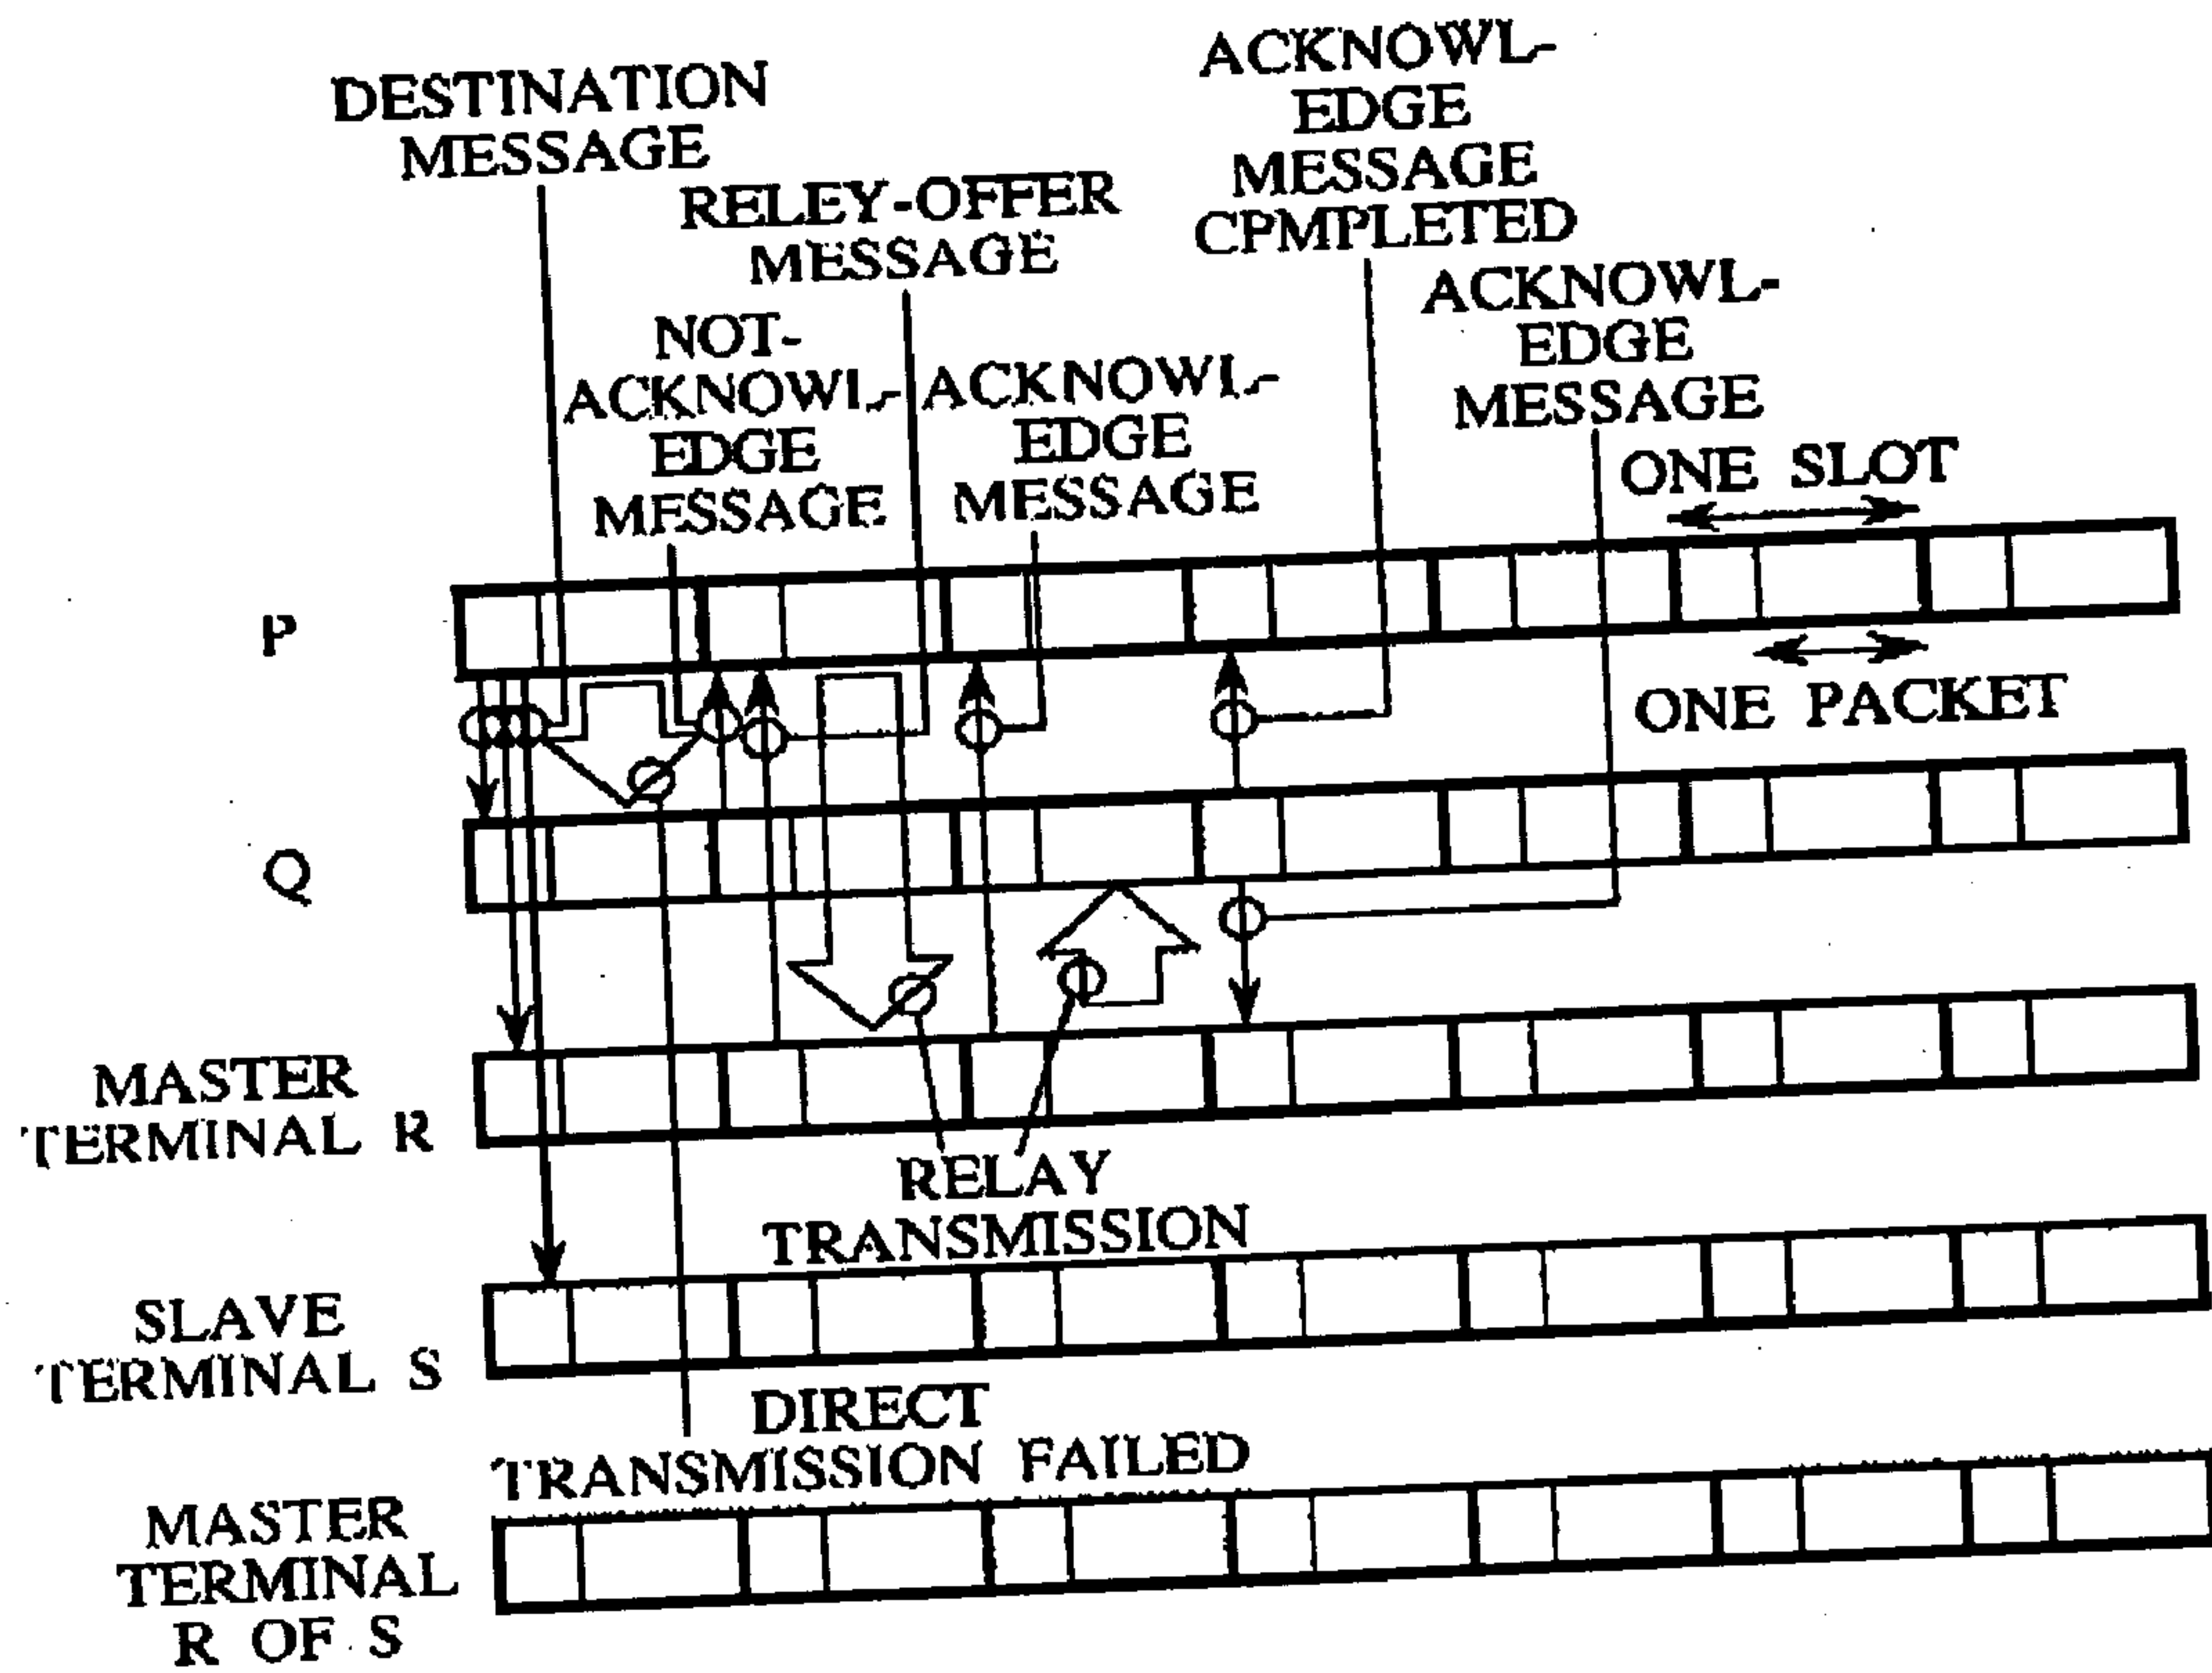 DESTINATION
MESSAGE
RELEY-OFFER
MESSAGE
ACKNOWL-
EDGE
MESSAGE
CPMPLETED
NOT-
ACKNOWL-
EDGE
MESSAGE
ACKNOWL-
EDGE
MESSAGE
ACKNOWL-
EDGE
MESSAGE
ONE SLOT
P
ONE PACKET
Q
MASTER
TERMINAL R
RELAY
TRANSMISSION
SLAVE
TERMINAL S
DIRECT
TRANSMISSION FAILED
MASTER
TERMINAL
R OF S